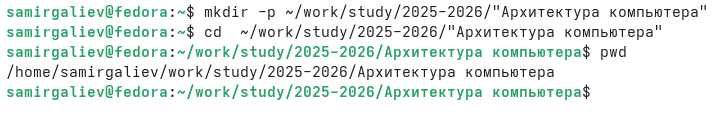 samirgaliev@fedora:~$ mkdir -p ~/work/study/2025-2026/"Архитектура компьютера"
samirgaliev@fedora:~$ cd  ~/work/study/2025-2026/"Архитектура компьютера"
samirgaliev@fedora:~/work/study/2025-2026/Архитектура компьютера$ pwd
/home/samirgaliev/work/study/2025-2026/Архитектура компьютера
samirgaliev@fedora:~/work/study/2025-2026/Архитектура компьютера$